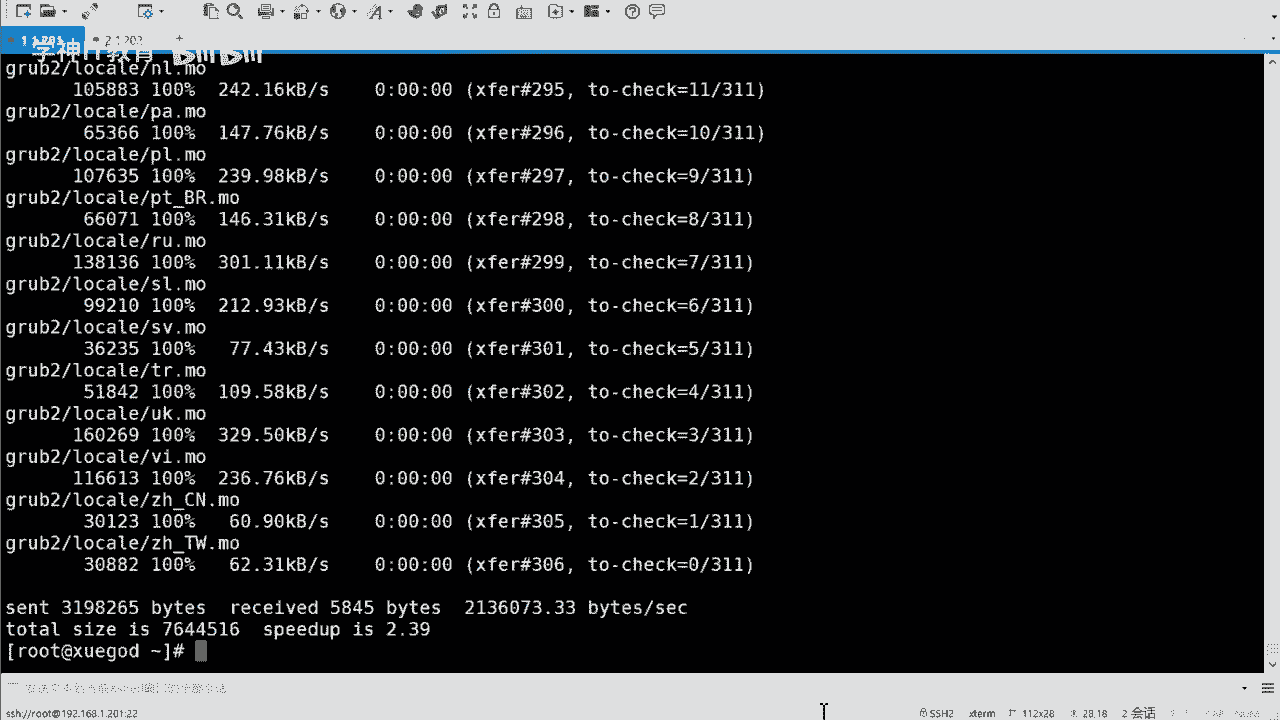 学神IT教育
grub2/locale/nl.mo
105883 100% 242.16kB/s 0:00:00 (xfer#295, to-check=11/311)
grub2/locale/pa.mo
65366 100% 147.76kB/s 0:00:00 (xfer#296, to-check=10/311)
grub2/locale/pl.mo
107635 100% 239.98kB/s 0:00:00 (xfer#297, to-check=9/311)
grub2/locale/pt_BR.mo
66071 100% 146.31kB/s 0:00:00 (xfer#298, to-check=8/311)
grub2/locale/ru.mo
138136 100% 301.11kB/s 0:00:00 (xfer#299, to-check=7/311)
grub2/locale/sl.mo
99210 100% 212.93kB/s 0:00:00 (xfer#300, to-check=6/311)
grub2/locale/sv.mo
36235 100% 77.43kB/s 0:00:00 (xfer#301, to-check=5/311)
grub2/locale/tr.mo
51842 100% 109.58kB/s 0:00:00 (xfer#302, to-check=4/311)
grub2/locale/uk.mo
160269 100% 329.50kB/s 0:00:00 (xfer#303, to-check=3/311)
grub2/locale/vi.mo
116613 100% 236.76kB/s 0:00:00 (xfer#304, to-check=2/311)
grub2/locale/zh_CN.mo
30123 100% 60.90kB/s 0:00:00 (xfer#305, to-check=1/311)
grub2/locale/zh_TW.mo
30882 100% 62.31kB/s 0:00:00 (xfer#306, to-check=0/311)
sent 3198265 bytes received 5845 bytes 2136073.33 bytes/sec
total size is 7644516 speedup is 2.39
[root@xuegod ~]#
ssh://root@192.168.1.201:22 SSH2 xterm 112x28 28,18 2 会话